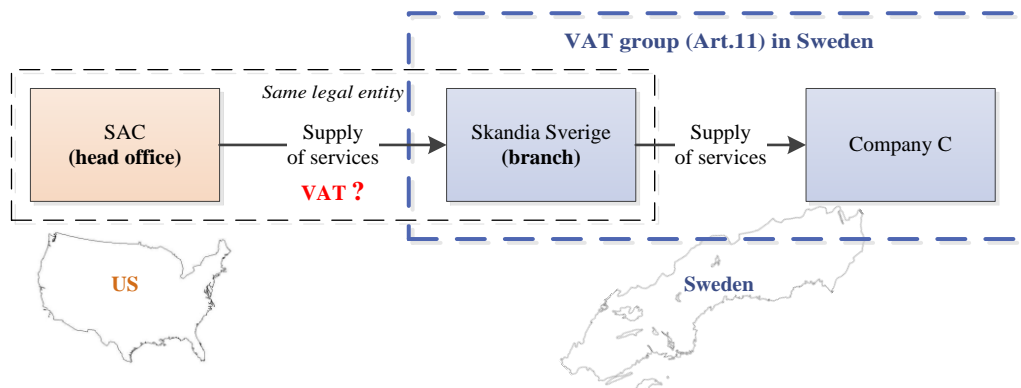 VAT group (Art.11) in Sweden
Same legal entity
SAC
(head office)
Supply
of services
VAT ?
Skandia Sverige
(branch)
Supply
of services
Company C
US
Sweden